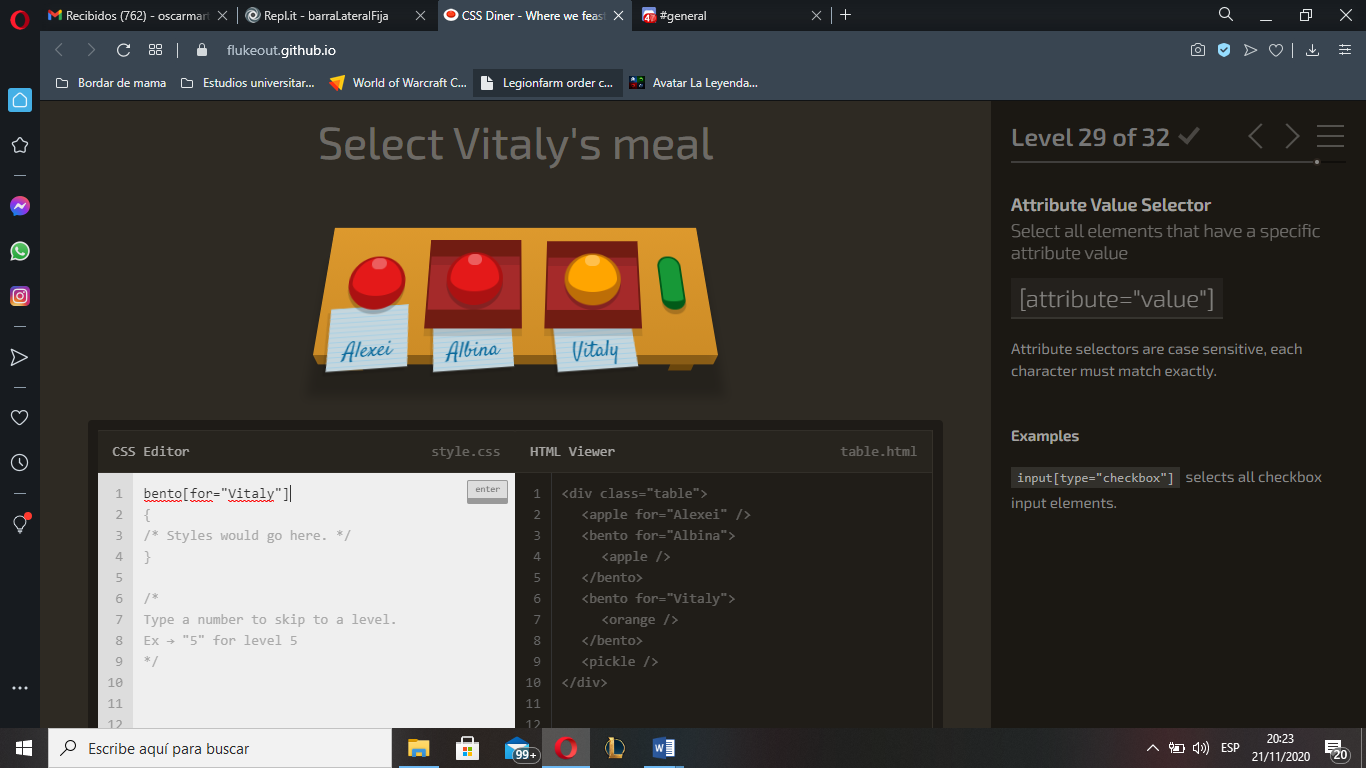 Recibidos (762) - oscarmart
Repl.it - barraLateralFija
CSS Diner - Where we feast
47 #general
flukeout.github.io
Bordar de mama
Estudios universitar...
World of Warcraft C...
Legionfarm order c...
Avatar La Leyenda...
Select Vitaly's meal
Alexei
Albina
Vitaly
CSS Editor
style.css
HTML Viewer
table.html
enter
1 bento[for="Vitaly"]
2 {
3 /* Styles would go here. */
4 }
5
6 /*
7 Type a number to skip to a level.
8 Ex → "5" for level 5
9 */
10
11
12
1 <div class="table">
2 <apple for="Alexei" />
3 <bento for="Albina">
4 <apple />
5 </bento>
6 <bento for="Vitaly">
7 <orange />
8 </bento>
9 <pickle />
10 </div>
11
12
Level 29 of 32
Attribute Value Selector
Select all elements that have a specific
attribute value
[attribute="value"]
Attribute selectors are case sensitive, each
character must match exactly.
Examples
input[type="checkbox"] selects all checkbox
input elements.
Escribe aquí para buscar
99+
ESP
20:23
21/11/2020
20